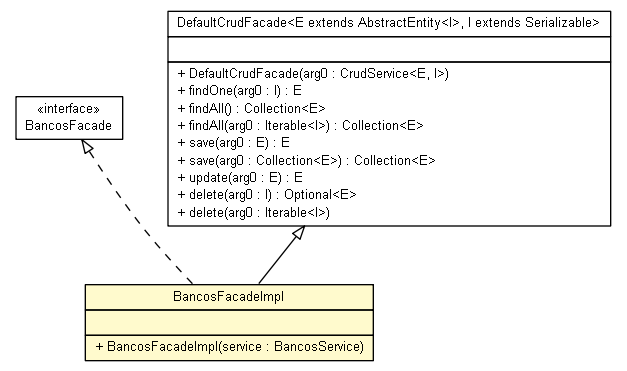 DefaultCrudFacade<E extends AbstractEntity<I>, I extends Serializable>
+ DefaultCrudFacade(arg0 : CrudService<E, I>)
+ findOne(arg0 : I) : E
+ findAll() : Collection<E>
+ findAll(arg0 : Iterable<I>) : Collection<E>
+ save(arg0 : E) : E
+ save(arg0 : Collection<E>) : Collection<E>
+ update(arg0 : E) : E
+ delete(arg0 : I) : Optional<E>
+ delete(arg0 : Iterable<I>)
«interface»
BancosFacade
BancosFacadeImpl
+ BancosFacadeImpl(service : BancosService)